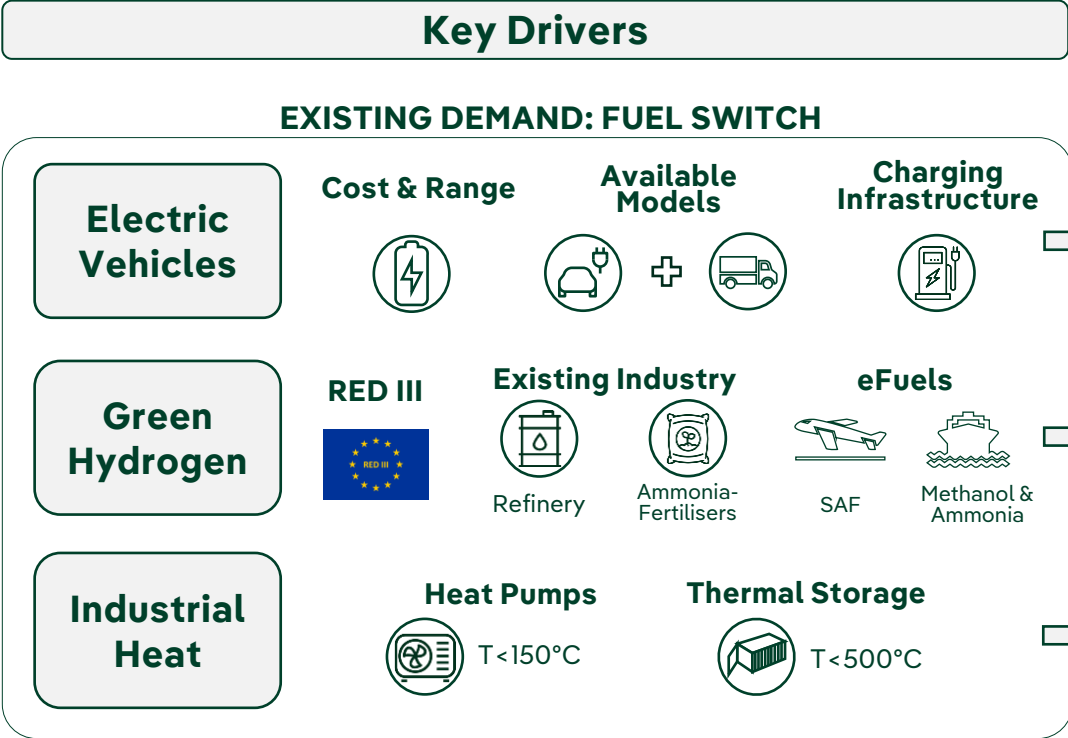 Key Drivers
EXISTING DEMAND: FUEL SWITCH
Electric
Vehicles
Cost & Range
Available
Models
Charging
Infrastructure
Green
Hydrogen
RED III
RED III
Existing Industry
Refinery
Ammonia-
Fertilisers
eFuels
SAF
Methanol &
Ammonia
Industrial
Heat
Heat Pumps
T<150°C
Thermal Storage
T<500°C